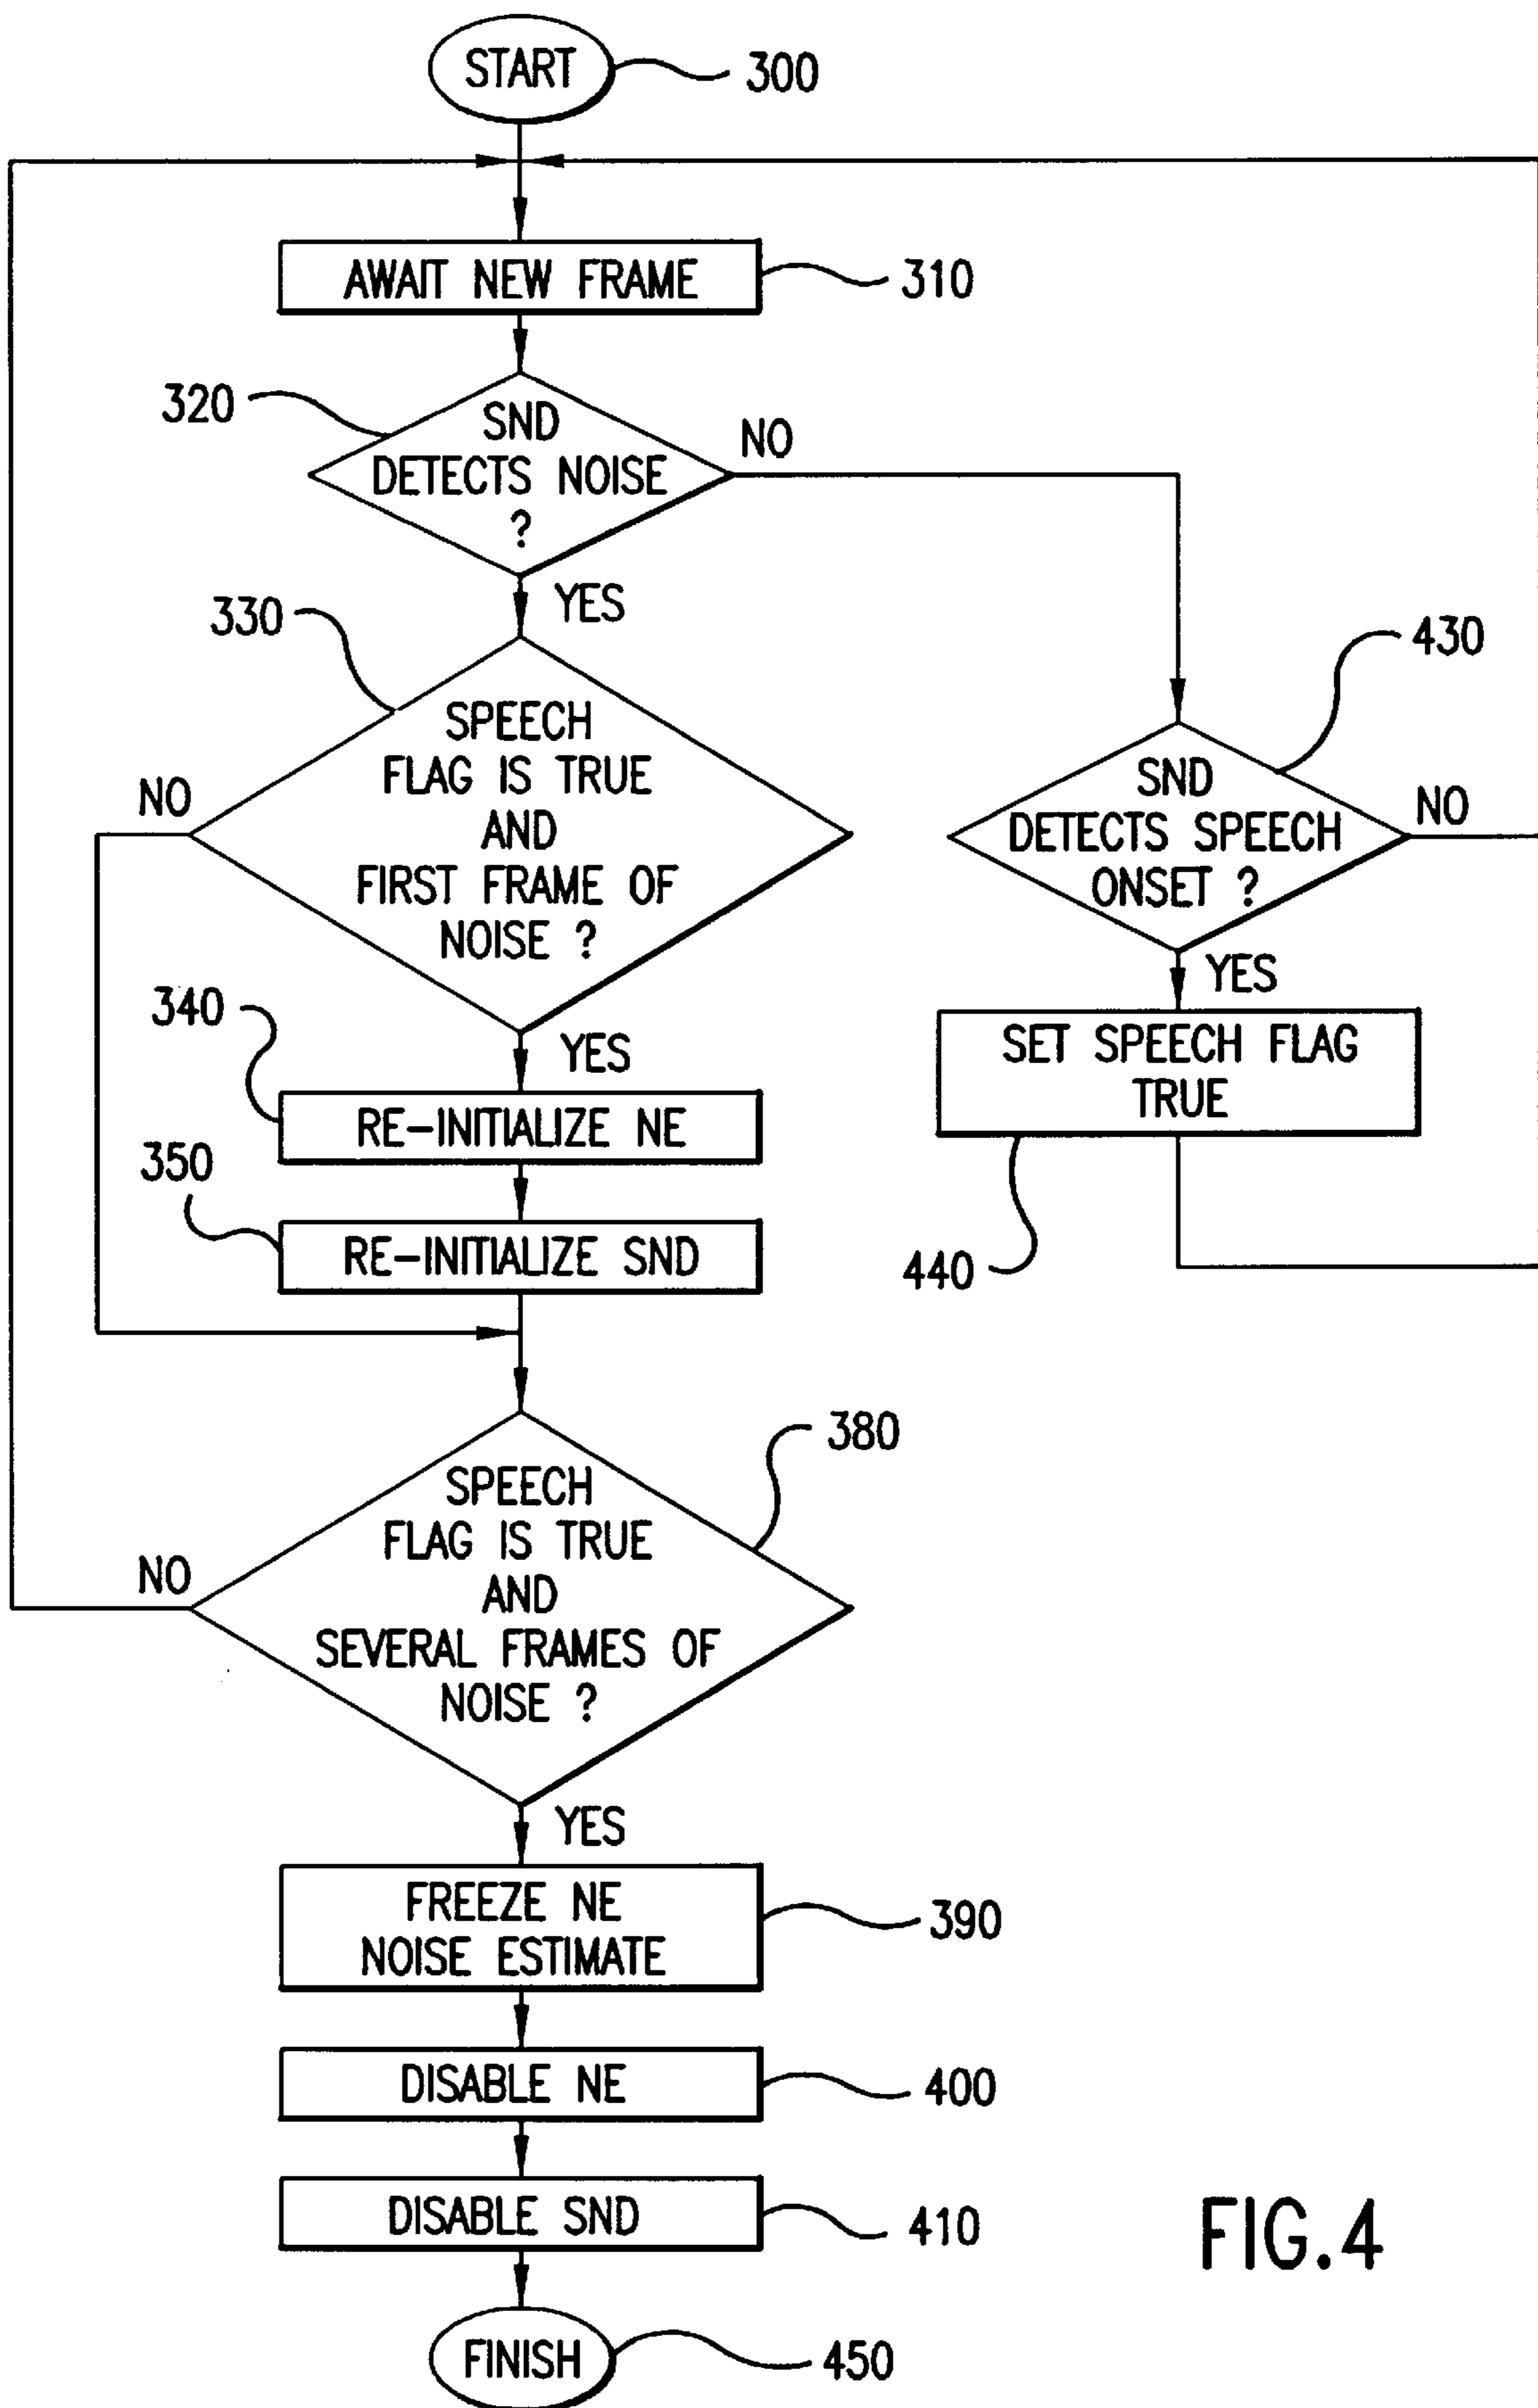 START
300
AWAIT NEW FRAME
310
320
SND
DETECTS NOISE
?
NO
YES
330
SPEECH
FLAG IS TRUE
AND
FIRST FRAME OF
NOISE ?
NO
YES
430
SND
DETECTS SPEECH
ONSET ?
NO
YES
SET SPEECH FLAG
TRUE
440
340
RE-INITIALIZE NE
350
RE-INITIALIZE SND
380
SPEECH
FLAG IS TRUE
AND
SEVERAL FRAMES OF
NOISE ?
NO
YES
FREEZE NE
NOISE ESTIMATE
390
DISABLE NE
400
DISABLE SND
410
FINISH
450
FIG.4